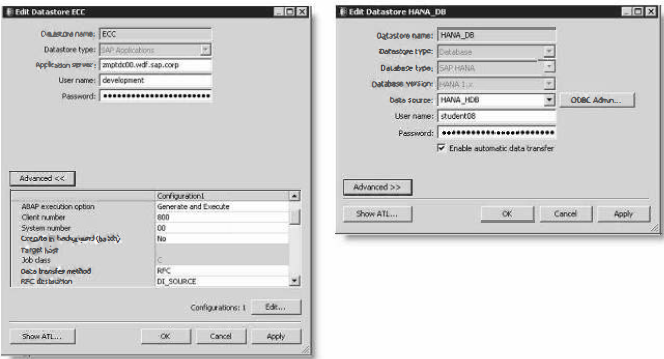 Edit Datastore ECC
Datastore name: ECC
Datastore type: SAP Applications
Application server: zmptdc00.wdf.sap.corp
User name: development
Password: ••••••••••••••••
Advanced <<
Configuration1
ABAP execution option Generate and Execute
Client number 800
System number 00
Execute in background (batch) No
Target host
Job class C
Data transfer method RFC
RFC destination DI_SOURCE
Configurations: 1 Edit...
Show ATL... OK Cancel Apply
Edit Datastore HANA_DB
Datastore name: HANA_DB
Datastore type: Database
Database type: SAP HANA
Database version: HANA 1.x
Data source: HANA_HDB ODBC Admin...
User name: student08
Password: ••••••••••••••••••••••
Enable automatic data transfer
Advanced >>
Show ATL... OK Cancel Apply